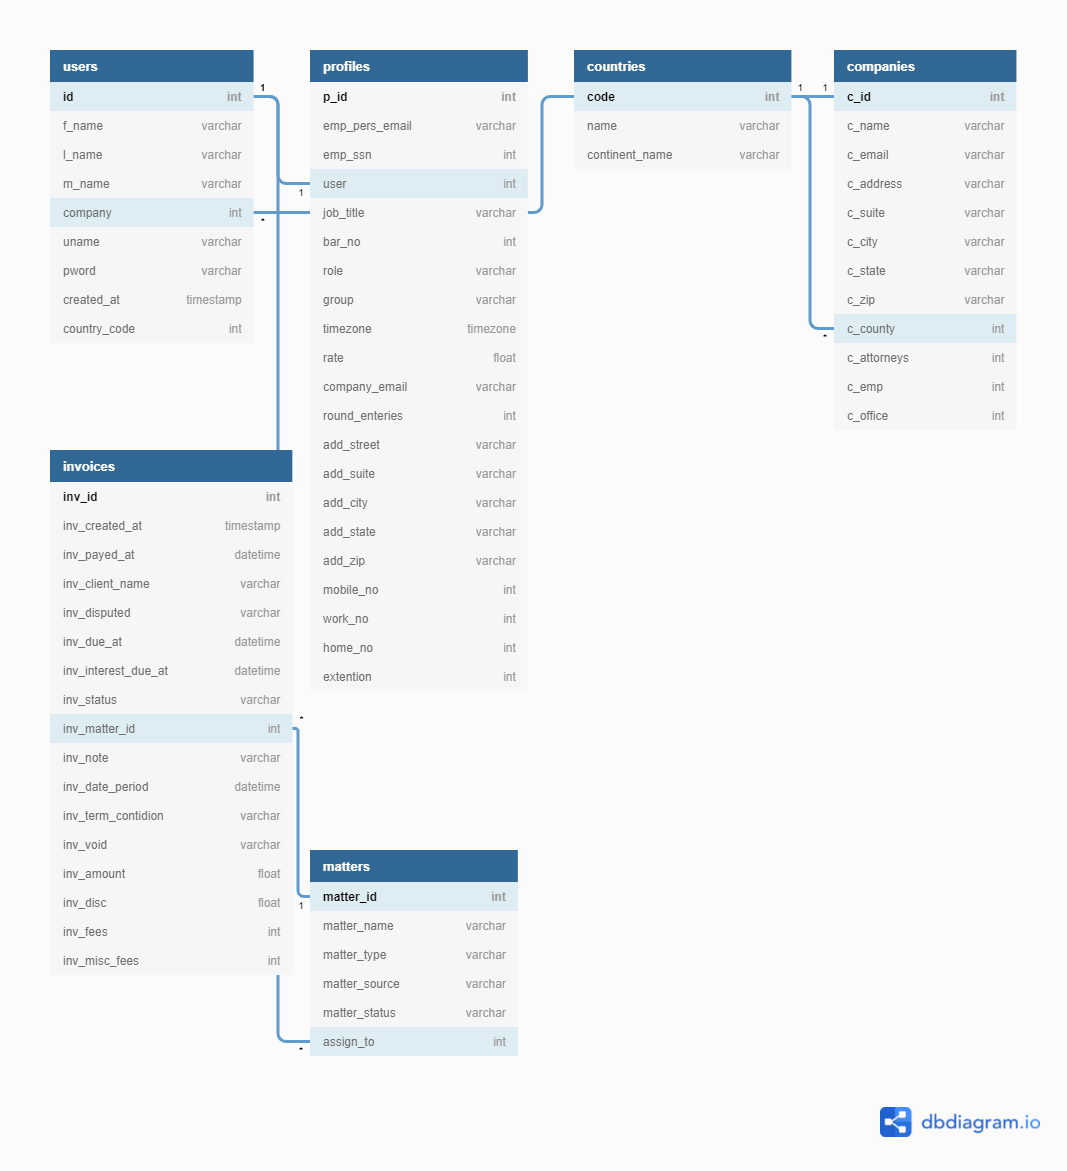 users
id int
f_name varchar
l_name varchar
m_name varchar
company int
uname varchar
pword varchar
created_at timestamp
country_code int
1
*
profiles
p_id int
emp_pers_email varchar
emp_ssn int
user int
job_title varchar
bar_no int
role varchar
group varchar
timezone timezone
rate float
company_email varchar
round_enteries int
add_street varchar
add_suite varchar
add_city varchar
add_state varchar
add_zip varchar
mobile_no int
work_no int
home_no int
extention int
1
countries
code int
name varchar
continent_name varchar
1 1
companies
c_id int
c_name varchar
c_email varchar
c_address varchar
c_suite varchar
c_city varchar
c_state varchar
c_zip varchar
c_county int
c_attorneys int
c_emp int
c_office int
*
invoices
inv_id int
inv_created_at timestamp
inv_payed_at datetime
inv_client_name varchar
inv_disputed varchar
inv_due_at datetime
inv_interest_due_at datetime
inv_status varchar
inv_matter_id int
inv_note varchar
inv_date_period datetime
inv_term_contidion varchar
inv_void varchar
inv_amount float
inv_disc float
inv_fees int
inv_misc_fees int
*
1
matters
matter_id int
matter_name varchar
matter_type varchar
matter_source varchar
matter_status varchar
assign_to int
*
dbdiagram.io